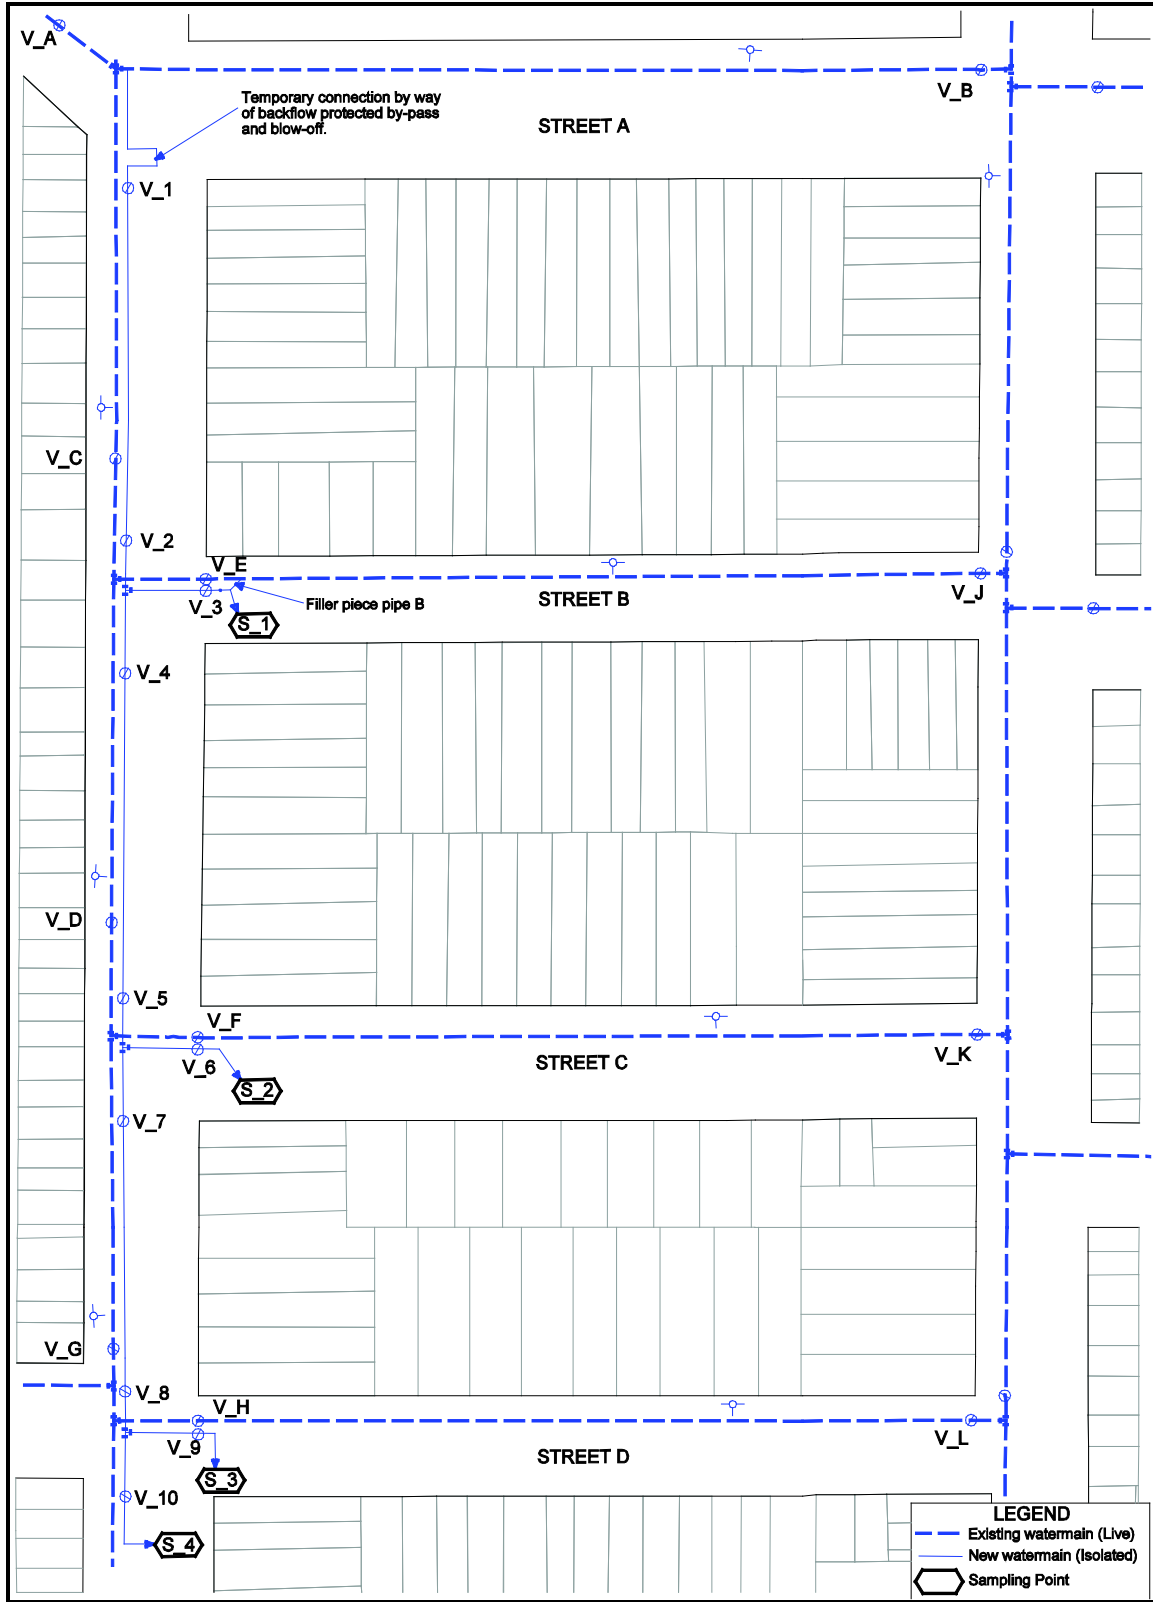 V_A
V_B
Temporary connection by way
of backflow protected by-pass
and blow-off.
STREET A
V_1
V_C
V_2
V_E
V_J
V_3
Filler piece pipe B
STREET B
S_1
V_4
V_D
V_5
V_F
V_K
V_6
STREET C
S_2
V_7
V_G
V_8
V_H
V_L
V_9
STREET D
S_3
V_10
S_4
LEGEND
Existing watermain (Live)
New watermain (Isolated)
Sampling Point